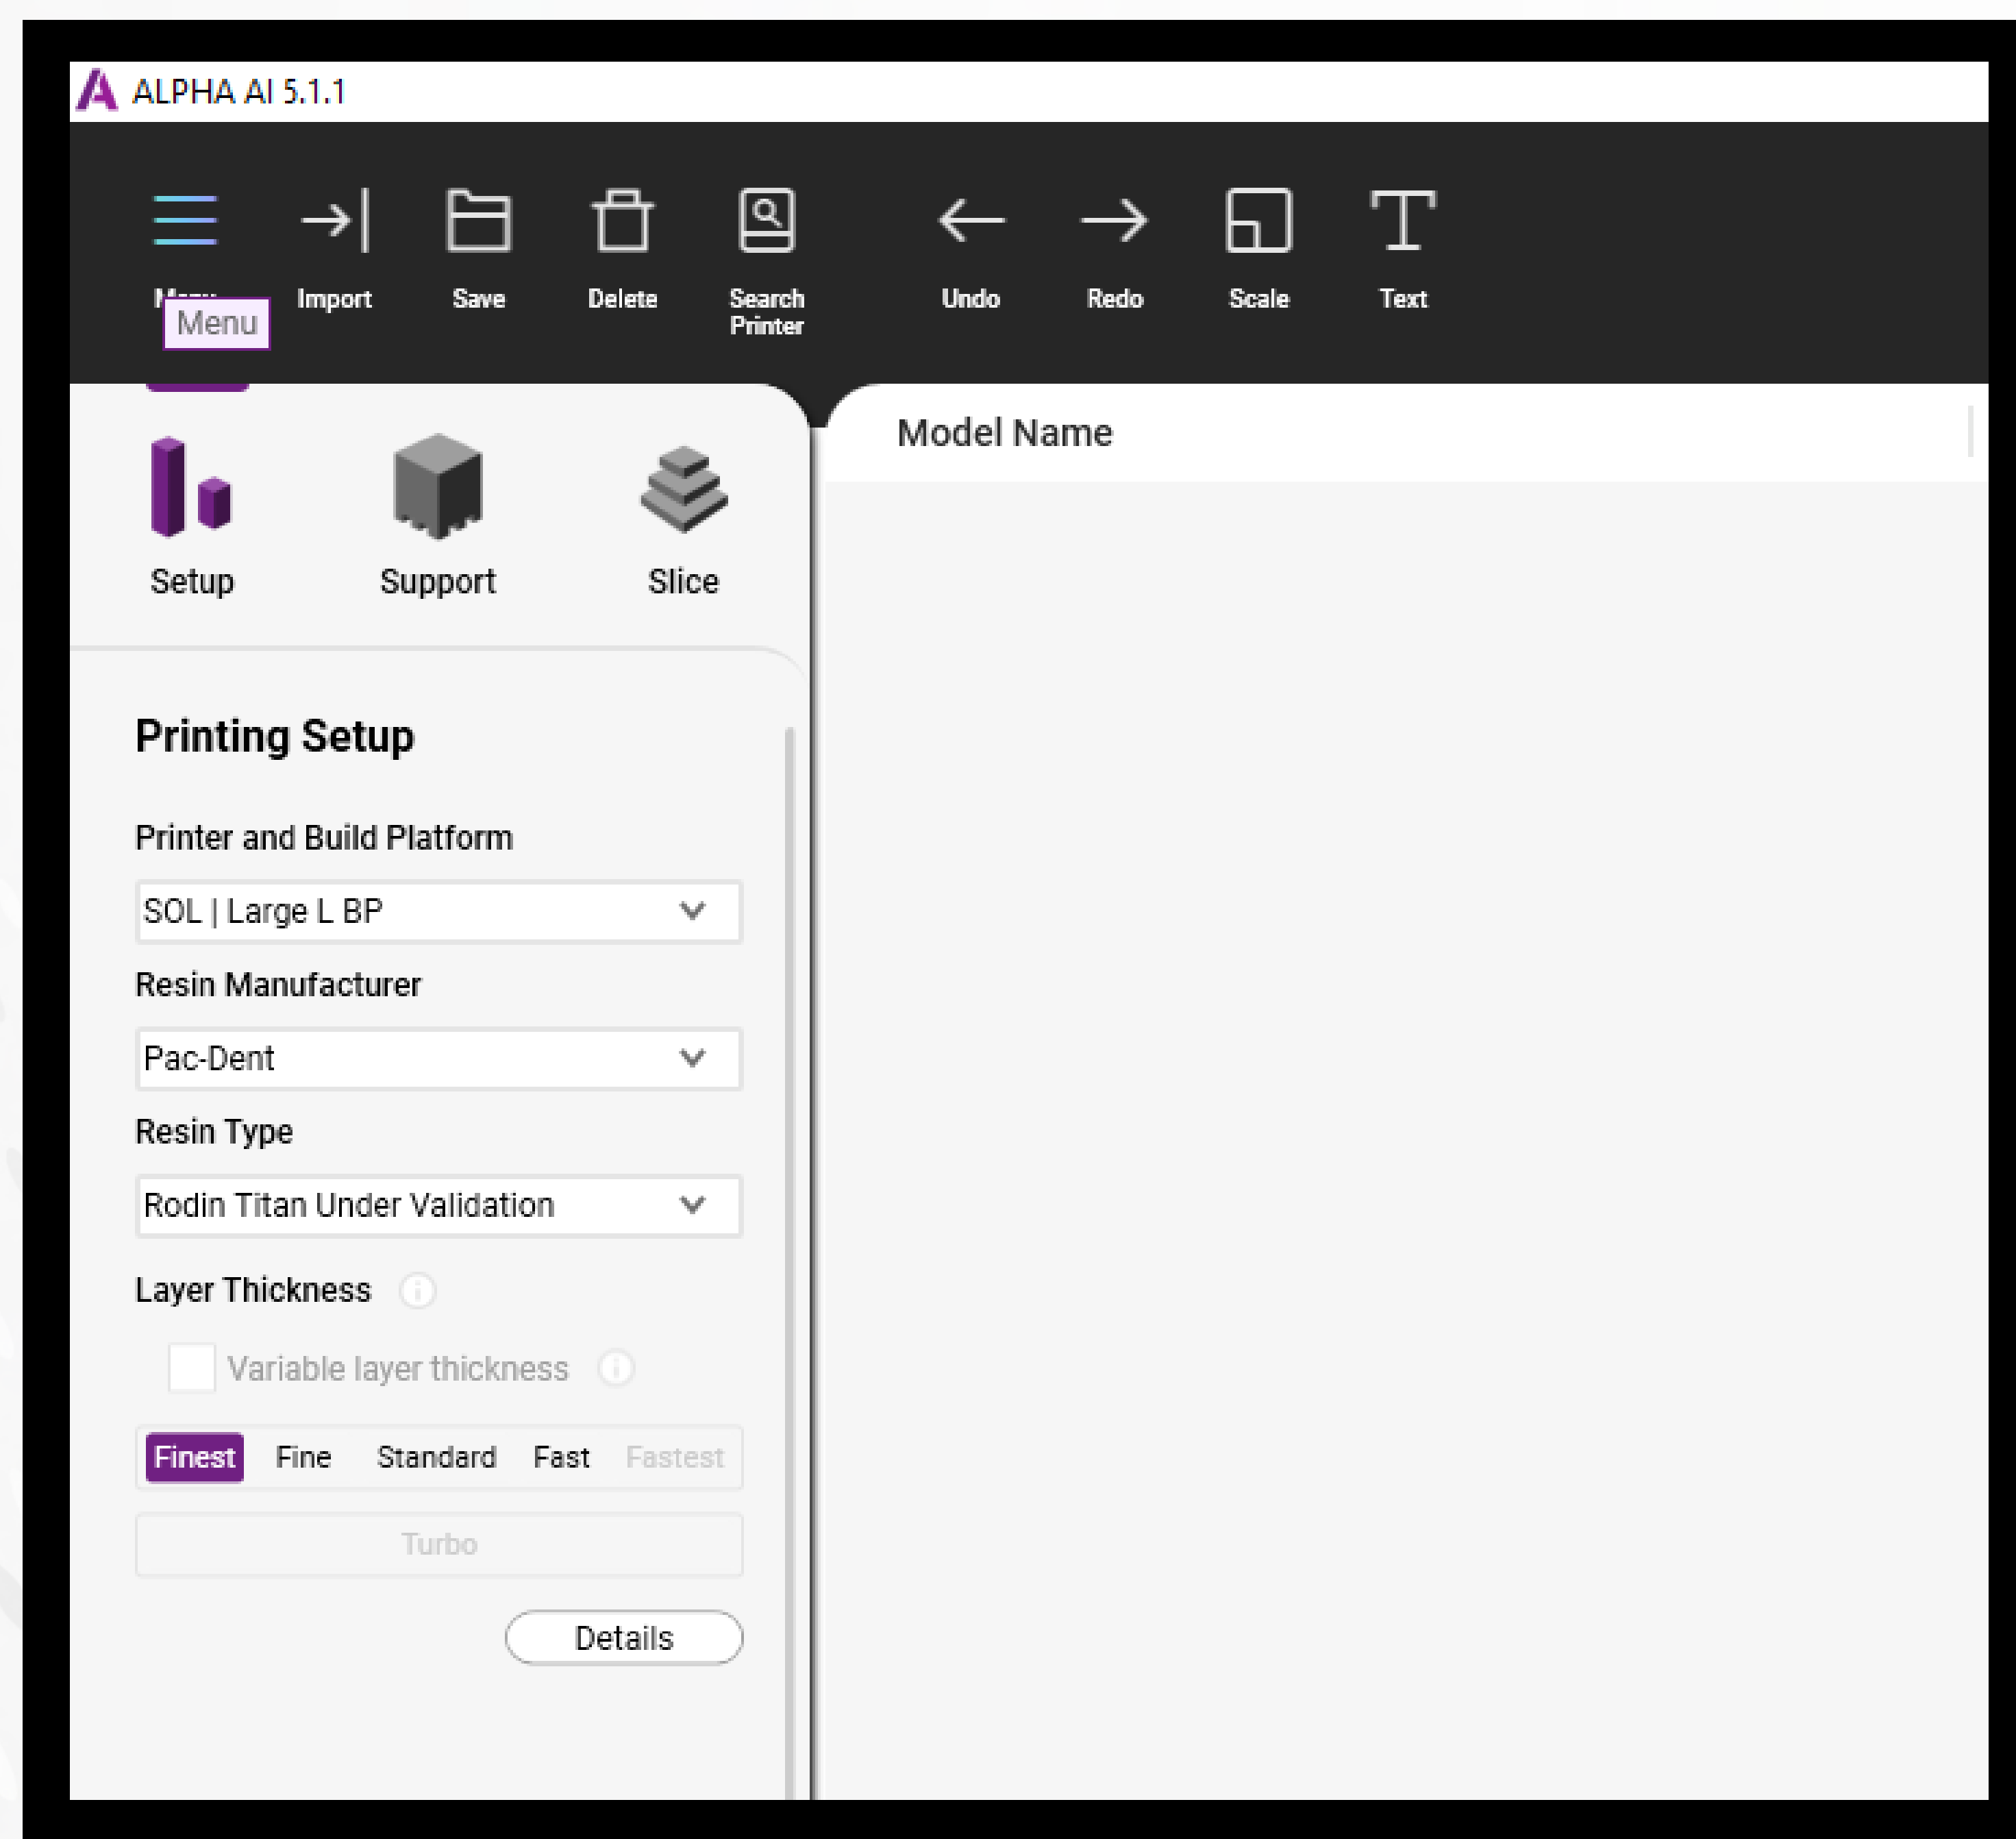 ALPHA AI 5.1.1
Menu Import Save Delete Search Printer Undo Redo Scale Text
Menu
Model Name
Setup Support Slice
Printing Setup
Printer and Build Platform
SOL | Large L BP
Resin Manufacturer
Pac-Dent
Resin Type
Rodin Titan Under Validation
Layer Thickness
Variable layer thickness
Finest Fine Standard Fast Fastest
Turbo
Details